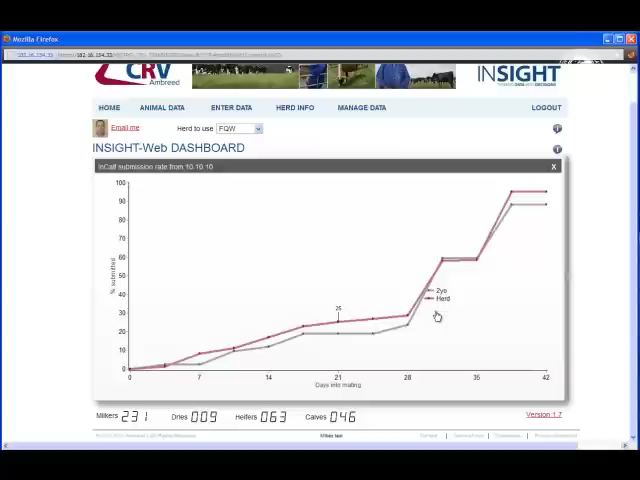 Mozilla Firefox
CRV
Ambreed
INSIGHT
HOME ANIMAL DATA ENTER DATA HERD INFO MANAGE DATA LOGOUT
Email me Herd to use FQW
INSIGHT-Web DASHBOARD
InCalf submission rate from 10.10.10 X
100
90
80
70
60
50
40
30
20
10
0
% submitted
25
2yo
Herd
0 7 14 21 28 35 42
Days into mating
Milkers 231 Dries 009 Heifers 063 Calves 046
Version 1.7